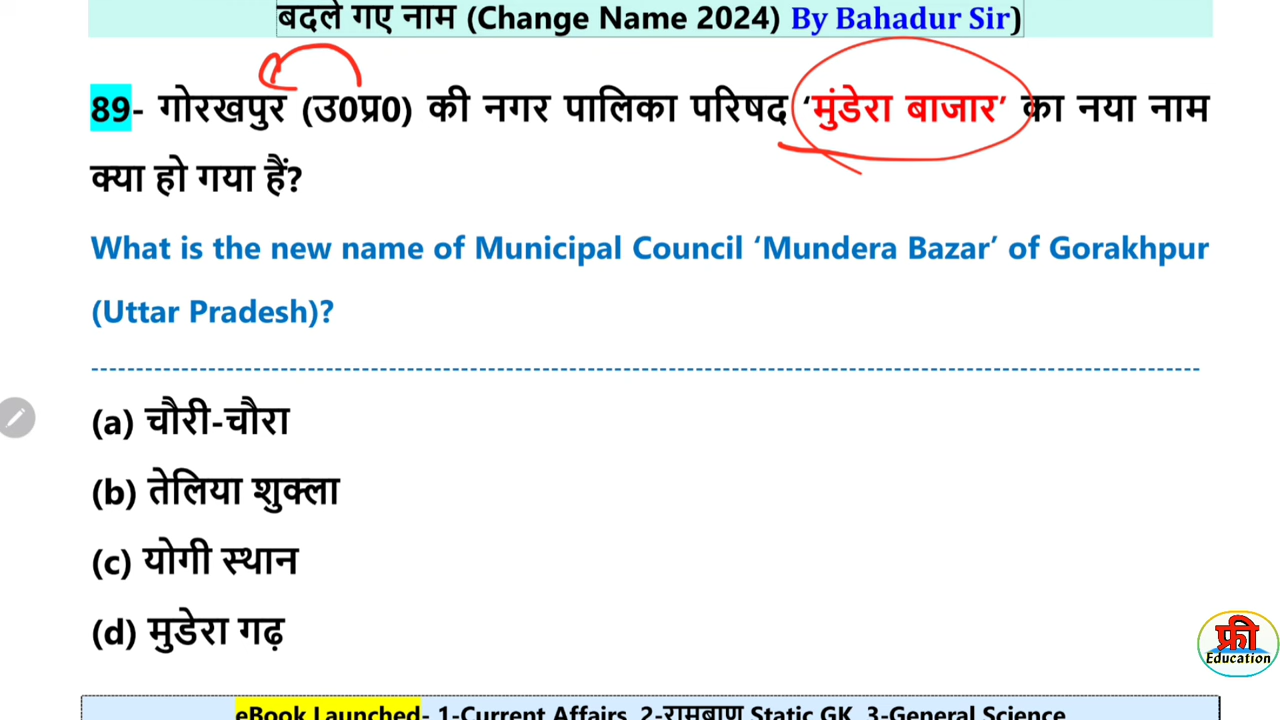 बदले गए नाम (Change Name 2024) By Bahadur Sir)
89- गोरखपुर (उ0प्र0) की नगर पालिका परिषद ‘मुंडेरा बाजार’ का नया नाम
क्या हो गया हैं?
What is the new name of Municipal Council ‘Mundera Bazar’ of Gorakhpur
(Uttar Pradesh)?
(a) चौरी-चौरा
(b) तेलिया शुक्ला
(c) योगी स्थान
(d) मुडेरा गढ़
फ्री
Education
eBook Launched- 1-Current Affairs, 2-रामबाण Static GK, 3-General Science